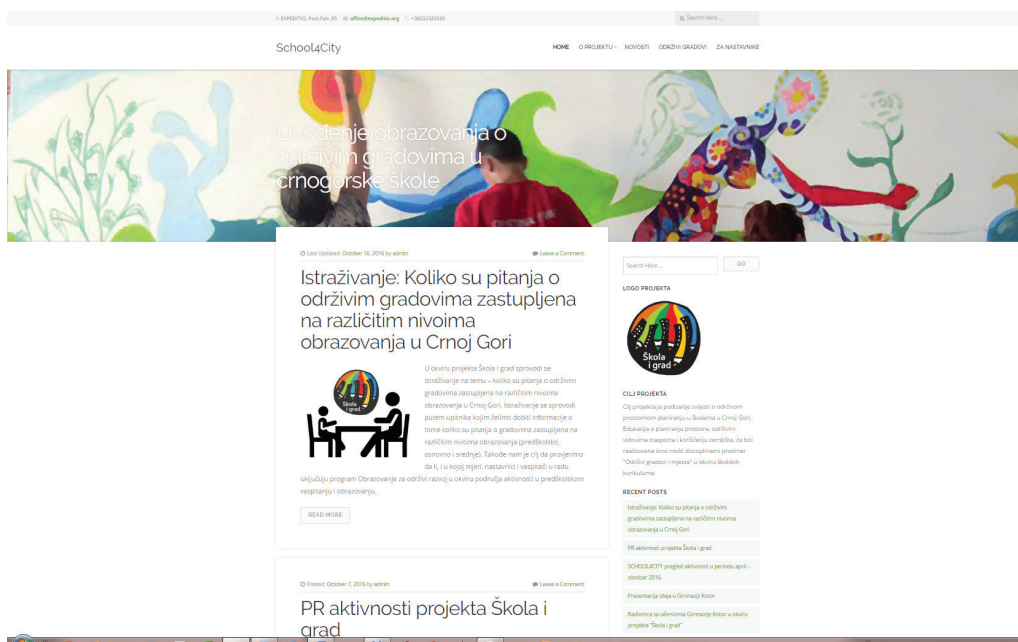 EXPEDITIO, Post.Fah. 85 office@expeditio.org +38232302520
Search Here ...
School4City
HOME O PROJEKTU NOVOSTI ODRŽIVI GRADOVI ZA NASTAVNIKE
Uvođenje obrazovanja o
održivim gradovima u
crnogorske škole
Last Updated: October 16, 2016 by admin Leave a Comment
Istraživanje: Koliko su pitanja o
održivim gradovima zastupljena
na različitim nivoima
obrazovanja u Crnoj Gori
Škola
i grad
U okviru projekta Škola i grad sprovodi se
istraživanje na temu – koliko su pitanja o održivim
gradovima zastupljena na različitim nivoima
obrazovanja u Crnoj Gori. Istraživanje se sprovodi
putem upitnika kojim želimo dobiti informacije o
tome koliko su pitanja o gradovima zastupljena na
različitim nivoima obrazovanja (predškolsko,
osnovno i srednje). Takođe nam je cilj da provjerimo
da li, i u kojoj mjeri, nastavnici i vaspitači u radu
uključuju program Obrazovanje za održivi razvoj u okviru područja aktivnosti u predškolskom
vaspitanju i obrazovanju.
READ MORE
Posted: October 7, 2016 by admin Leave a Comment
PR aktivnosti projekta Škola i
grad
Search Here ...
GO
LOGO PROJEKTA
Škola
i grad
CILJ PROJEKTA
Cilj projekta je podizanje svijesti o održivom
prostornom planiranju u školama u Crnoj Gori.
Edukacija o planiranju prostora, održivim
vidovima trasporta i korišćenju zemljišta, će biti
realizovana kroz multi disciplinarni predmet
"Održivi gradovi i mjesta" u okviru školskih
kurikuluma.
RECENT POSTS
Istraživanje: Koliko su pitanja o održivim
gradovima zastupljena na različitim nivoima
obrazovanja u Crnoj Gori
PR aktivnosti projekta Škola i grad
SCHOOL4CITY pregled aktivnosti u periodu april –
oktobar 2016.
Prezentacija ideja u Gimnaziji Kotor
Radionica sa učenicima Gimnazije Kotor u okviru
projekta "Škola i grad"